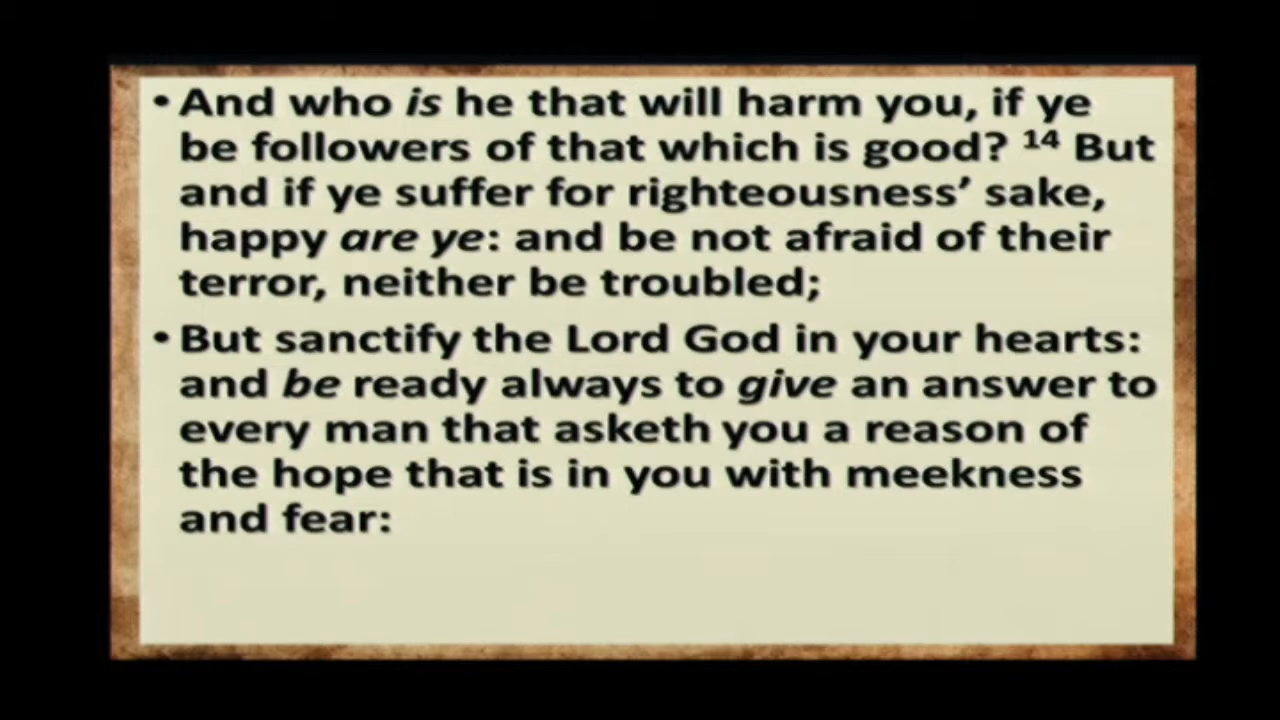 • And who is he that will harm you, if ye
be followers of that which is good? 14 But
and if ye suffer for righteousness’ sake,
happy are ye: and be not afraid of their
terror, neither be troubled;
• But sanctify the Lord God in your hearts:
and be ready always to give an answer to
every man that asketh you a reason of
the hope that is in you with meekness
and fear: